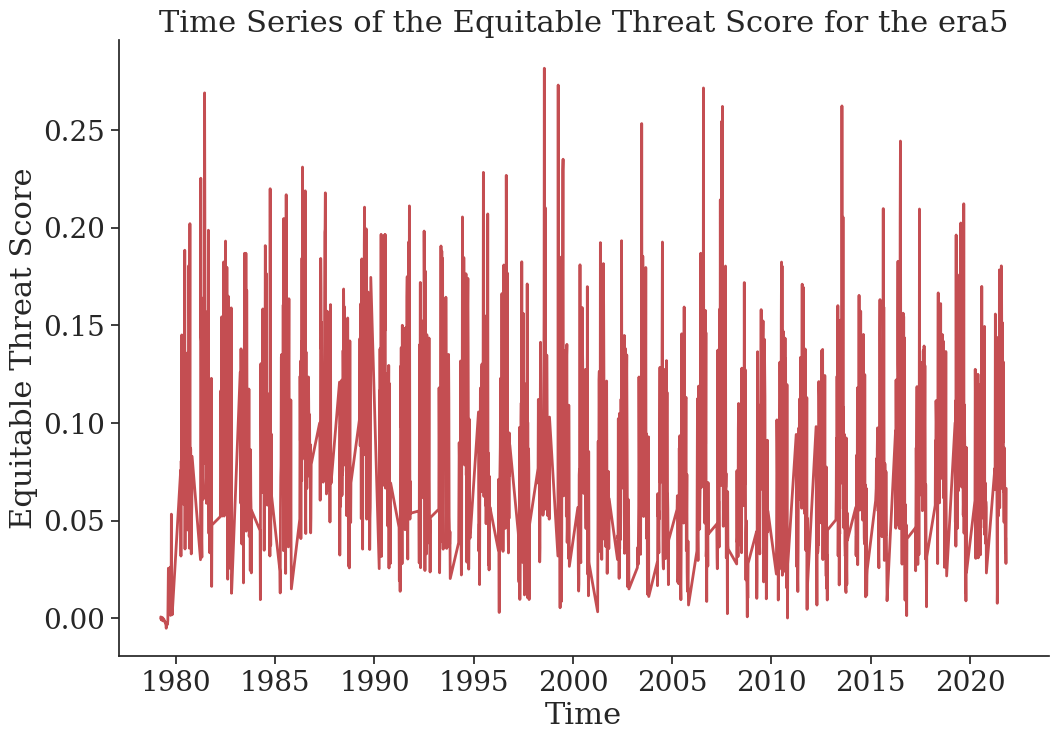 Time Series of the Equitable Threat Score for the era5
Equitable Threat Score
0.25
0.20
0.15
0.10
0.05
0.00
1980 1985 1990 1995 2000 2005 2010 2015 2020
Time